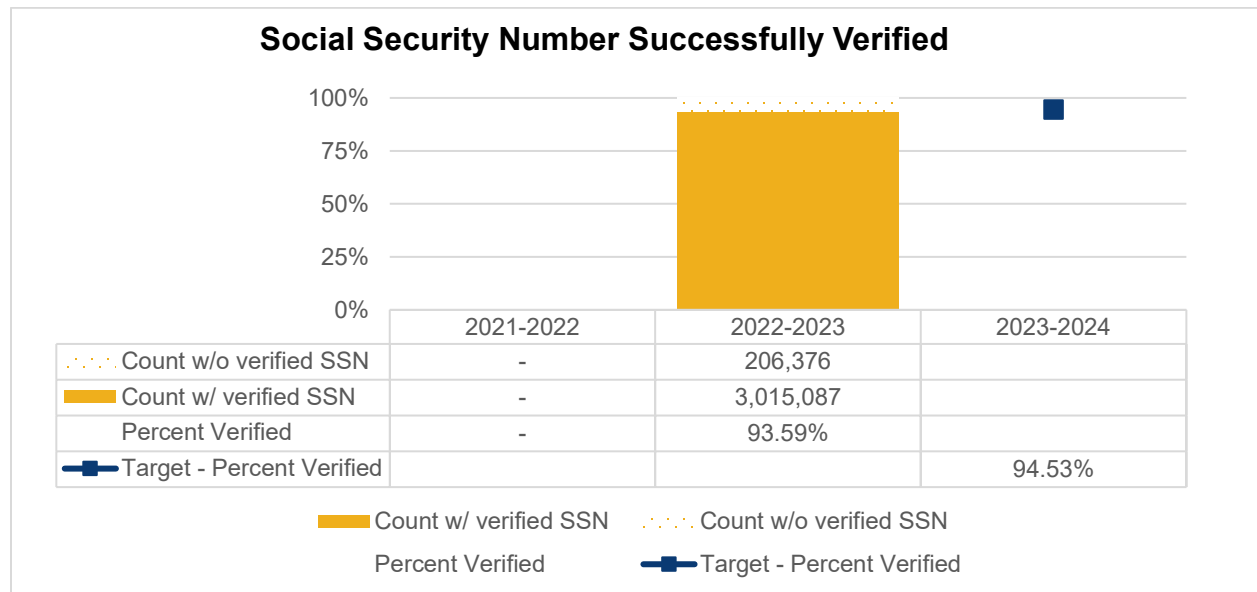 Social Security Number Successfully Verified
100%
75%
50%
25%
0%
2021-2022 2022-2023 2023-2024
Count w/o verified SSN - 206,376
Count w/ verified SSN - 3,015,087
Percent Verified - 93.59%
Target - Percent Verified 94.53%
Count w/ verified SSN Count w/o verified SSN
Percent Verified Target - Percent Verified